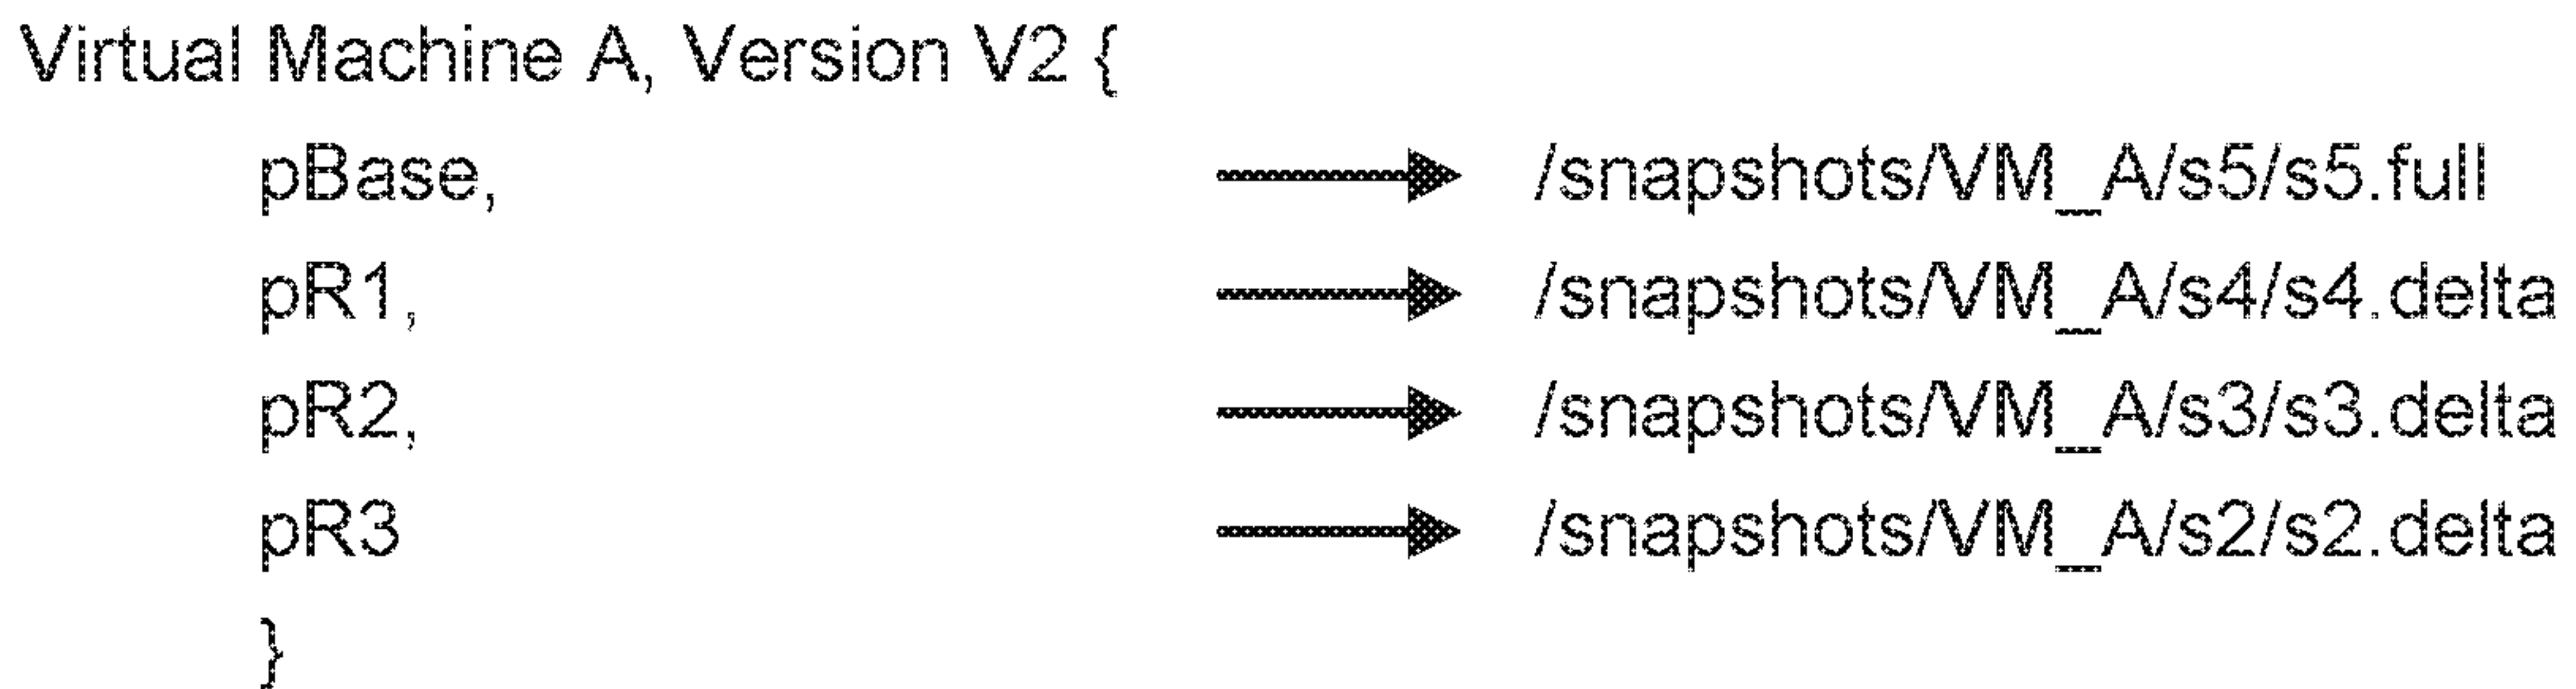 Virtual Machine A, Version V2 {
pBase, /snapshots/VM_A/s5/s5.full
pR1, /snapshots/VM_A/s4/s4.delta
pR2, /snapshots/VM_A/s3/s3.delta
pR3 /snapshots/VM_A/s2/s2.delta
}